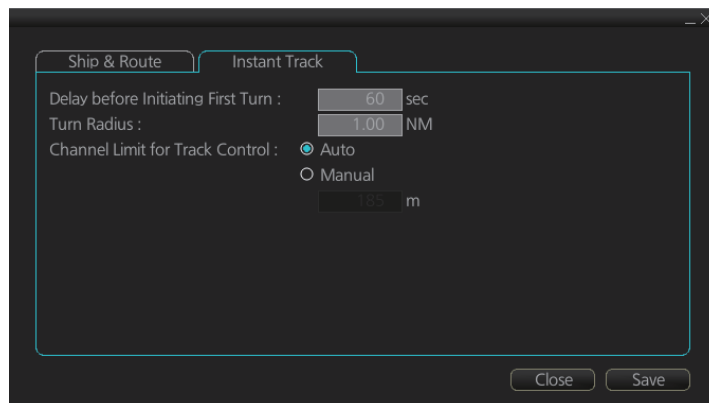 Ship & Route Instant Track
Delay before Initiating First Turn : 60 sec
Turn Radius : 1.00 NM
Channel Limit for Track Control : Auto
Manual
185 m
Close Save